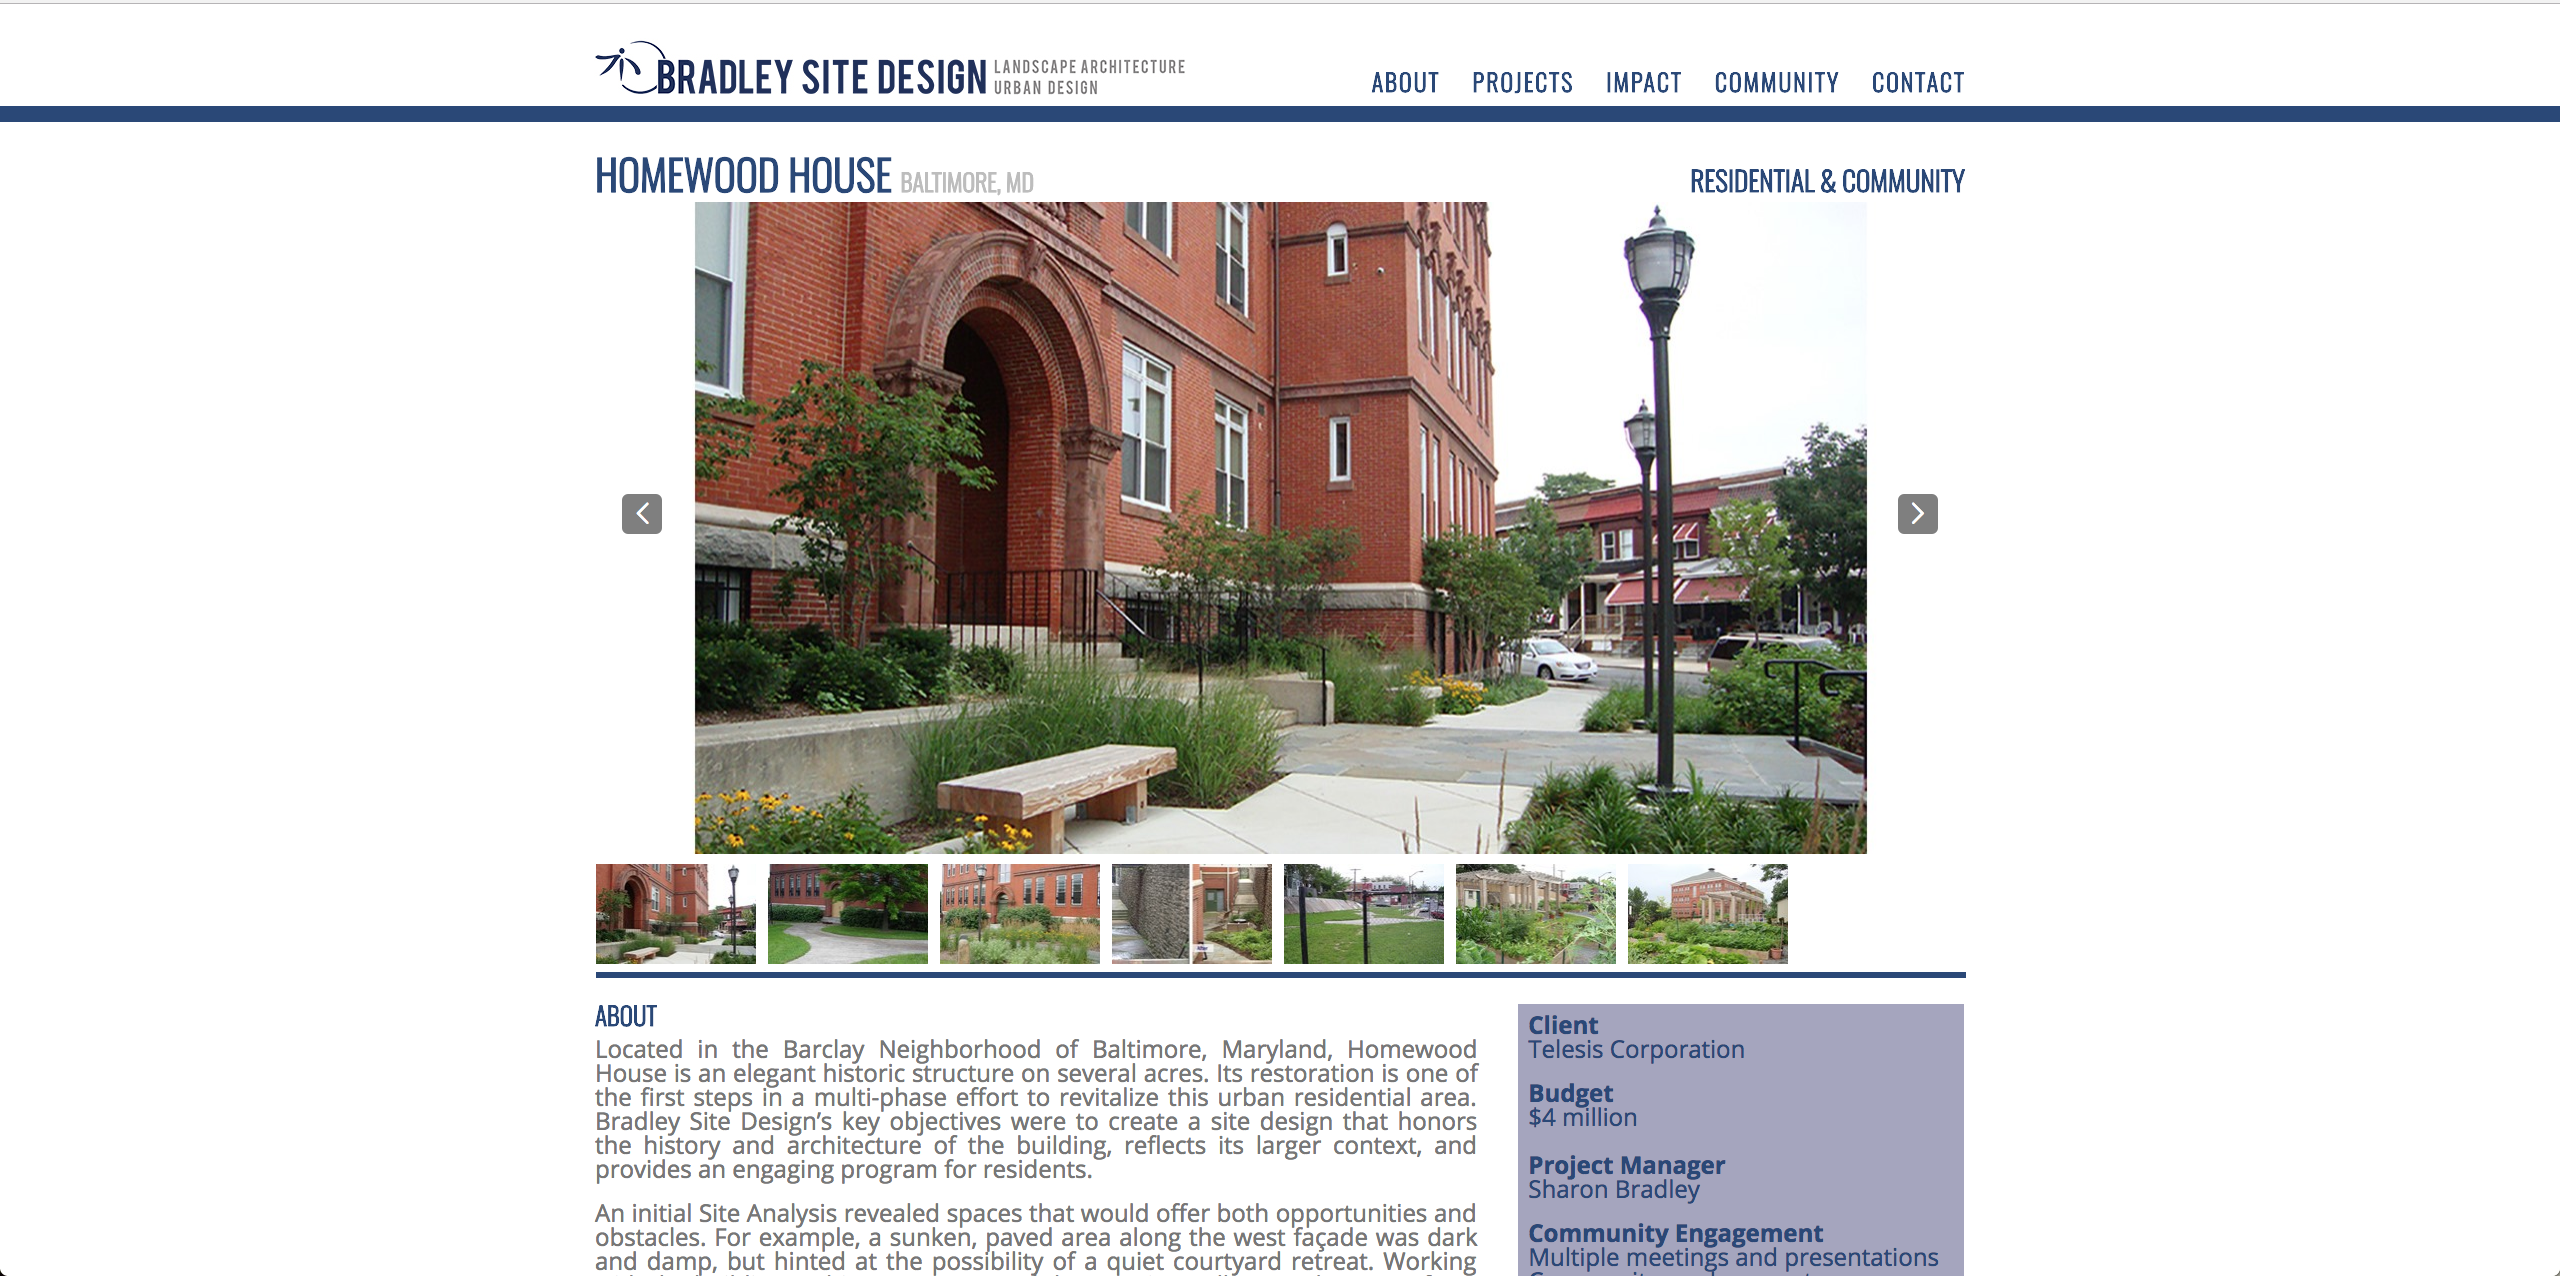 BRADLEY SITE DESIGN
LANDSCAPE ARCHITECTURE
URBAN DESIGN
ABOUT PROJECTS IMPACT COMMUNITY CONTACT
HOMEWOOD HOUSE BALTIMORE, MD
RESIDENTIAL & COMMUNITY
ABOUT
Located in the Barclay Neighborhood of Baltimore, Maryland, Homewood
House is an elegant historic structure on several acres. Its restoration is one of
the first steps in a multi-phase effort to revitalize this urban residential area.
Bradley Site Design’s key objectives were to create a site design that honors
the history and architecture of the building, reflects its larger context, and
provides an engaging program for residents.
An initial Site Analysis revealed spaces that would offer both opportunities and
obstacles. For example, a sunken, paved area along the west façade was dark
and damp, but hinted at the possibility of a quiet courtyard retreat. Working
Client
Telesis Corporation
Budget
$4 million
Project Manager
Sharon Bradley
Community Engagement
Multiple meetings and presentations